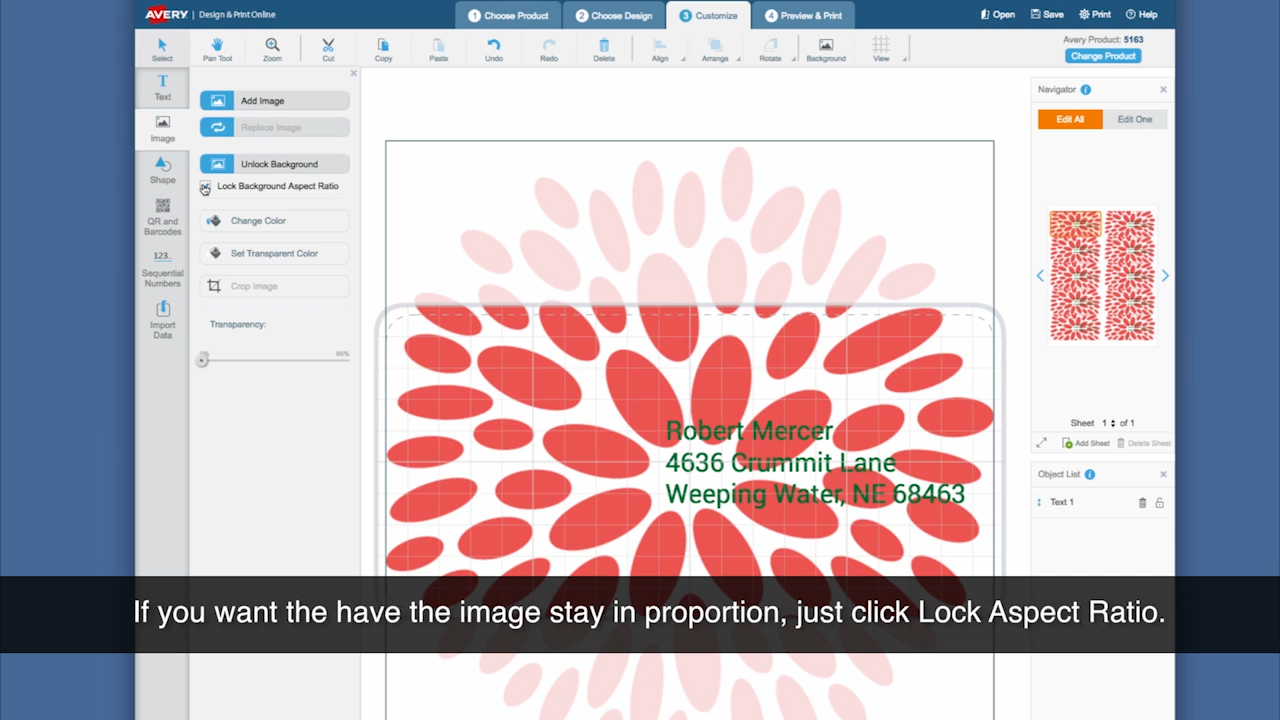 AVERY Design & Print Online
1 Choose Product
2 Choose Design
3 Customize
4 Preview & Print
Open
Save
Print
Help
Select
Pan Tool
Zoom
Cut
Copy
Paste
Undo
Redo
Delete
Align
Arrange
Rotate
Background
View
Avery Product: 5163
Change Product
Text
Image
Shape
QR and
Barcodes
123..
Sequential
Numbers
Import
Data
Add Image
Replace Image
Unlock Background
Lock Background Aspect Ratio
Change Color
Set Transparent Color
Crop Image
Transparency:
95%
Robert Mercer
4636 Crummit Lane
Weeping Water, NE 68463
Navigator
Edit All
Edit One
Sheet 1 of 1
Add Sheet
Delete Sheet
Object List
Text 1
If you want the have the image stay in proportion, just click Lock Aspect Ratio.